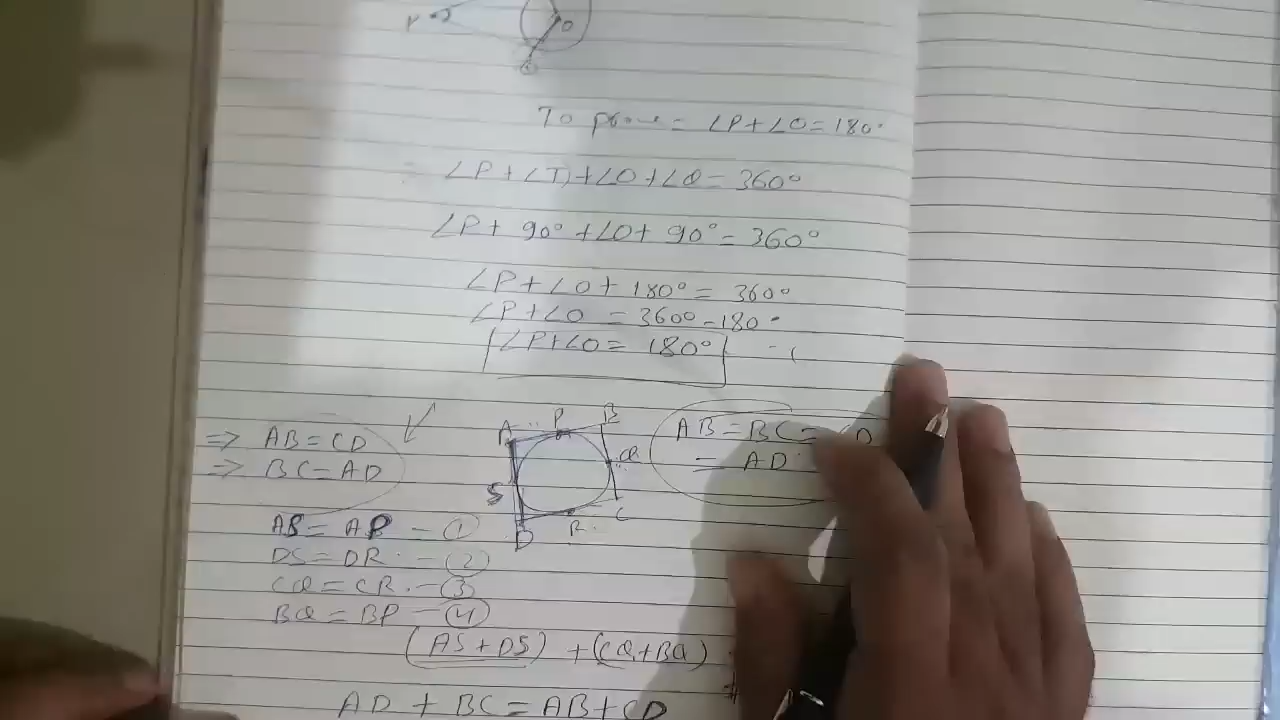 P
O
To prove = ∠P+∠O=180°
∠P+∠T+∠O+∠Q=360°
∠P+ 90°+∠O+ 90°=360°
∠P+∠O+180°=360°
∠P+∠O =360°-180°
∠P+∠O= 180°
=> AB=CD
=> BC=AD
A P B
S Q
D R C
AB=BC=CD
= AD
AS= AP - ①
DS=DR. - ②
CQ=CR. - ③
BQ=BP - ④
(AS+DS) +(CQ+BQ)
AD + BC=AB+CD